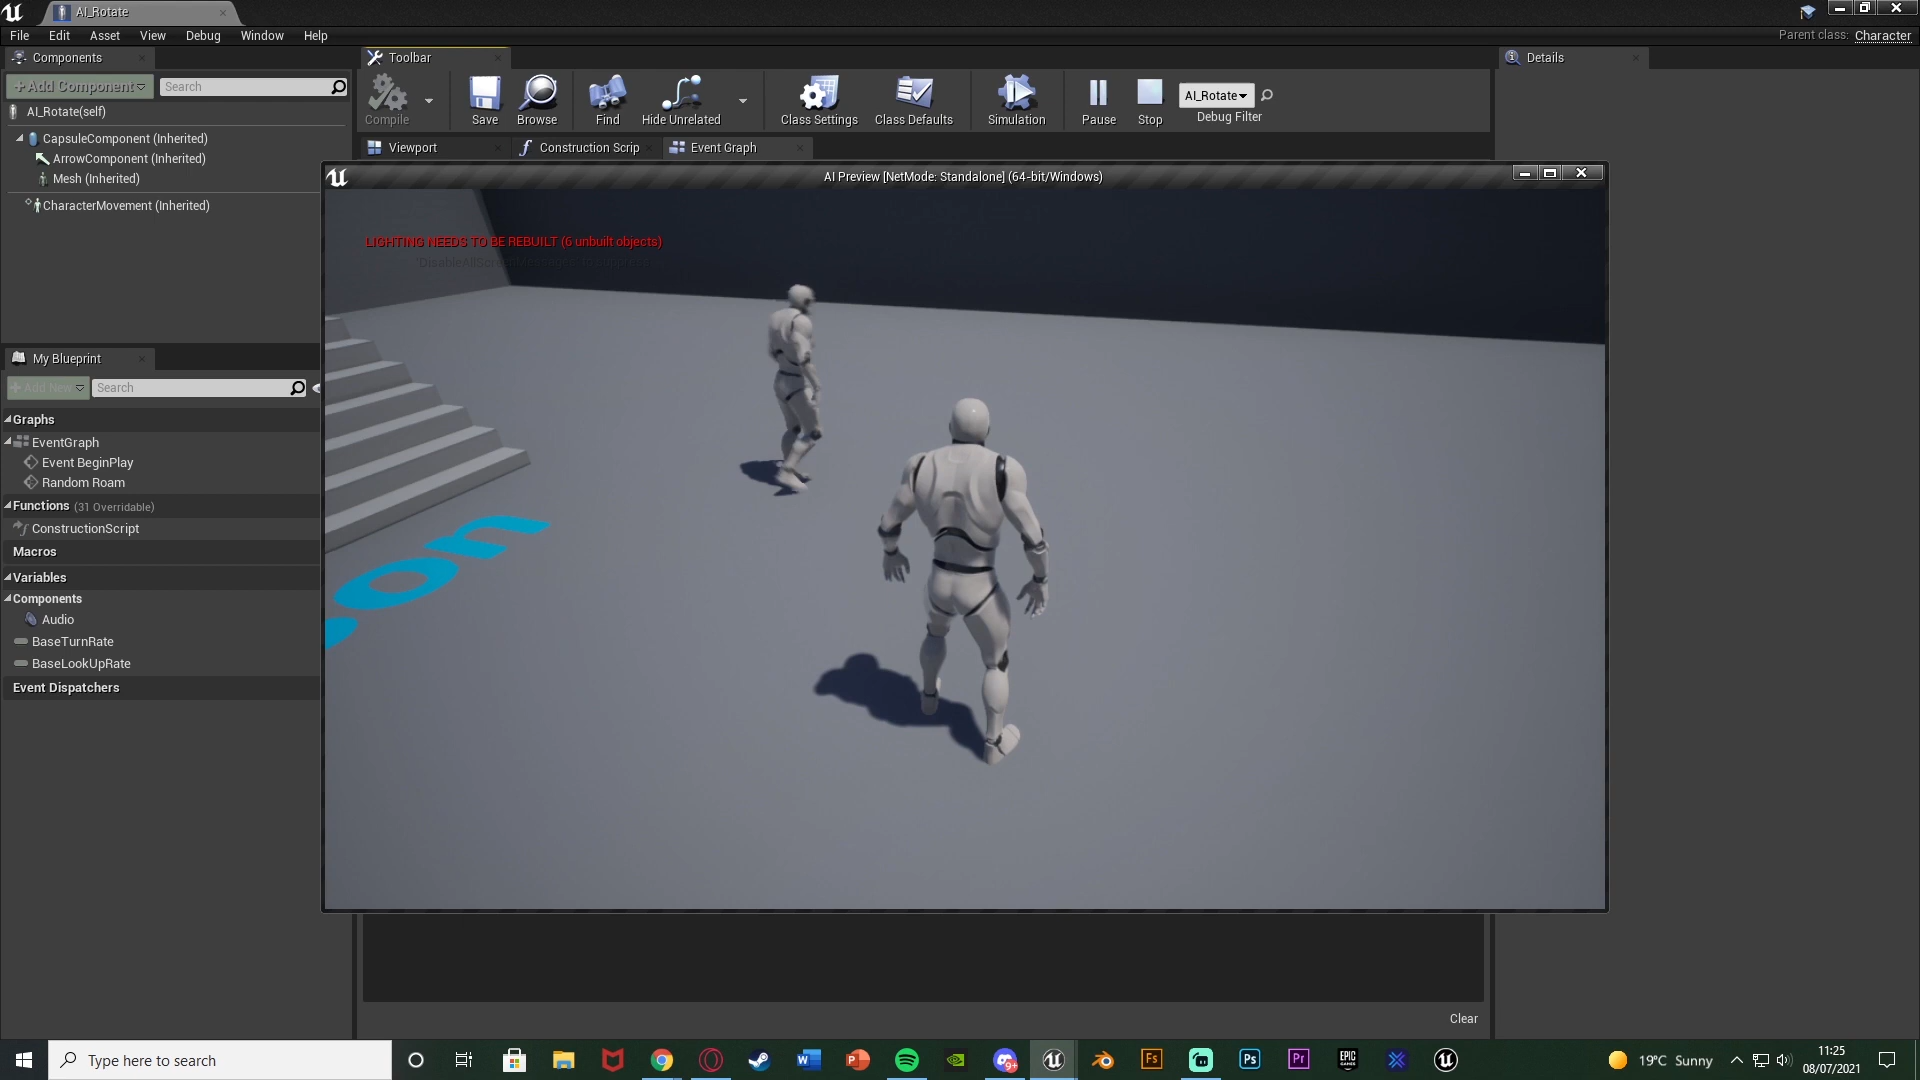 AI_Rotate
File Edit Asset View Debug Window Help
Parent class: Character
Components
Toolbar
Details
+Add Component
Search
AI_Rotate(self)
CapsuleComponent (Inherited)
ArrowComponent (Inherited)
Mesh (Inherited)
CharacterMovement (Inherited)
Compile
Save
Browse
Find
Hide Unrelated
Class Settings
Class Defaults
Simulation
Pause
Stop
AI_Rotate
Debug Filter
Viewport
Construction Scrip
Event Graph
AI Preview [NetMode: Standalone] (64-bit/Windows)
LIGHTING NEEDS TO BE REBUILT (6 unbuilt objects)
My Blueprint
+ Add New
Search
Graphs
EventGraph
Event BeginPlay
Random Roam
Functions (31 Overridable)
ConstructionScript
Macros
Variables
Components
Audio
BaseTurnRate
BaseLookUpRate
Event Dispatchers
son
Clear
Type here to search
19°C Sunny
11:25
08/07/2021